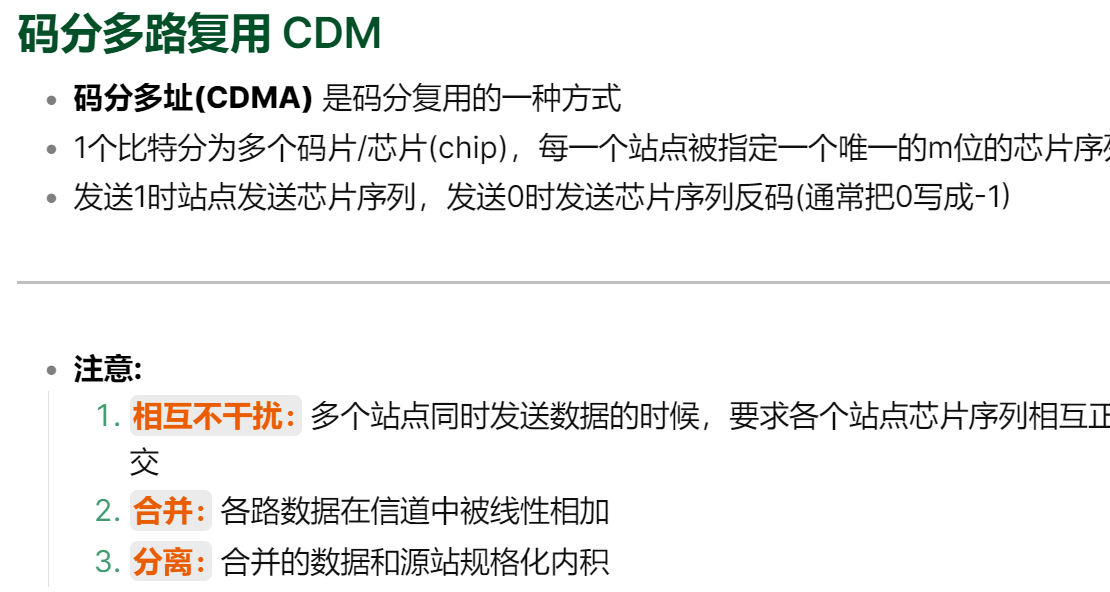 码分多路复用 CDM
码分多址(CDMA) 是码分复用的一种方式
1个比特分为多个码片/芯片(chip)，每一个站点被指定一个唯一的m位的芯片序
发送1时站点发送芯片序列，发送0时发送芯片序列反码(通常把0写成-1)
注意:
1. 相互不干扰：多个站点同时发送数据的时候，要求各个站点芯片序列相互正
交
2. 合并：各路数据在信道中被线性相加
3. 分离：合并的数据和源站规格化内积